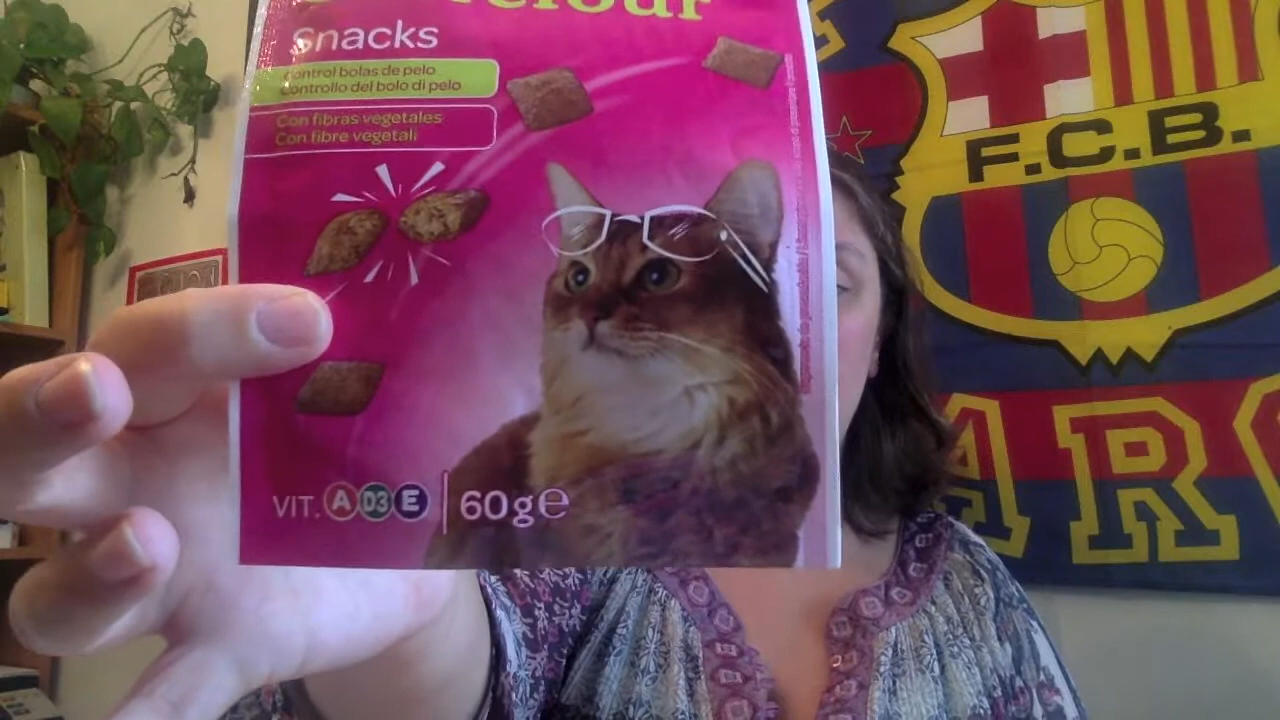 Snacks
Control bolas de pelo
Controllo del bolo di pelo
Con fibras vegetales
Con fibre vegetali
VIT. A D3 E
60g℮
F.C.B.